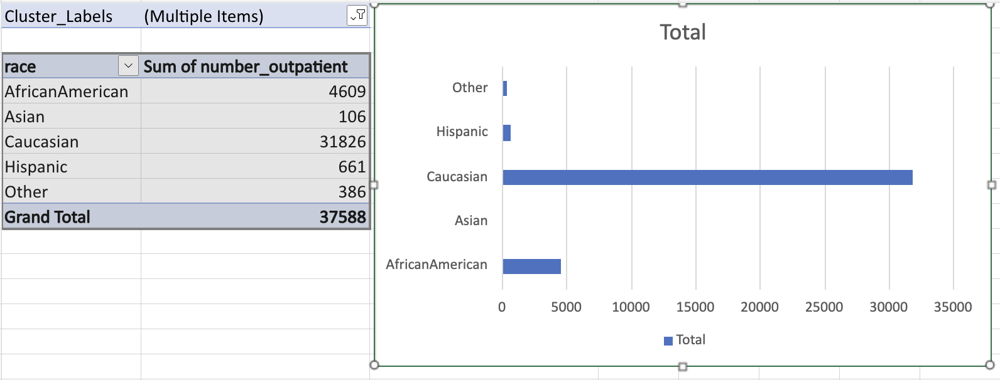 Cluster_Labels (Multiple Items)
race Sum of number_outpatient
AfricanAmerican 4609
Asian 106
Caucasian 31826
Hispanic 661
Other 386
Grand Total 37588
Total
Other
Hispanic
Caucasian
Asian
AfricanAmerican
0 5000 10000 15000 20000 25000 30000 35000
Total